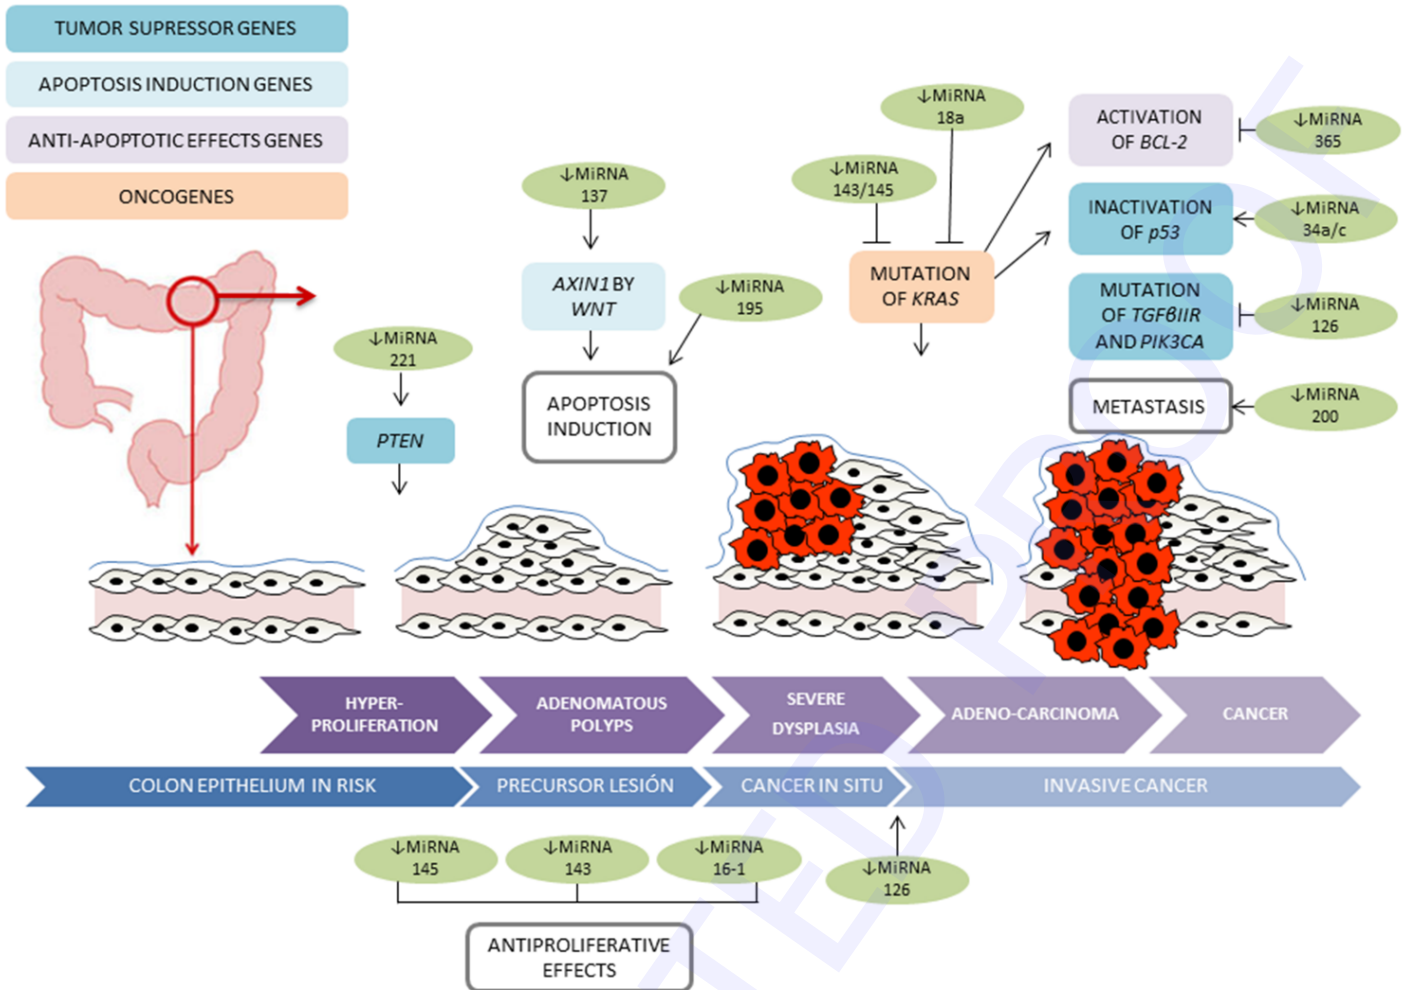 TUMOR SUPRESSOR GENES
APOPTOSIS INDUCTION GENES
ANTI-APOPTOTIC EFFECTS GENES
ONCOGENES
↓MiRNA
221
PTEN
↓MiRNA
137
AXIN1 BY
WNT
↓MiRNA
195
APOPTOSIS
INDUCTION
↓MiRNA
18a
↓MiRNA
143/145
MUTATION
OF KRAS
ACTIVATION
OF BCL-2
↓MiRNA
365
INACTIVATION
OF p53
↓MiRNA
34a/c
MUTATION
OF TGFβIIR
AND PIK3CA
↓MiRNA
126
METASTASIS
↓MiRNA
200
HYPER-
PROLIFERATION
ADENOMATOUS
POLYPS
SEVERE
DYSPLASIA
ADENO-CARCINOMA
CANCER
COLON EPITHELIUM IN RISK
PRECURSOR LESIÓN
CANCER IN SITU
INVASIVE CANCER
↓MiRNA
145
↓MiRNA
143
↓MiRNA
16-1
↓MiRNA
126
ANTIPROLIFERATIVE
EFFECTS
TED PROOF